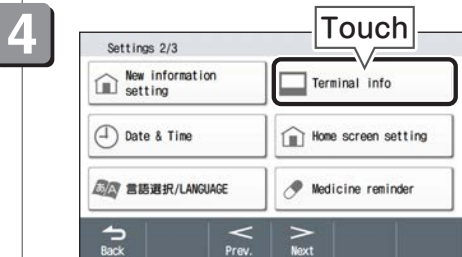 4
Touch
Settings 2/3
New information
setting
Terminal info
Date & Time
Home screen setting
あ/A 言語選択/LANGUAGE
Medicine reminder
Back
< Prev.
> Next